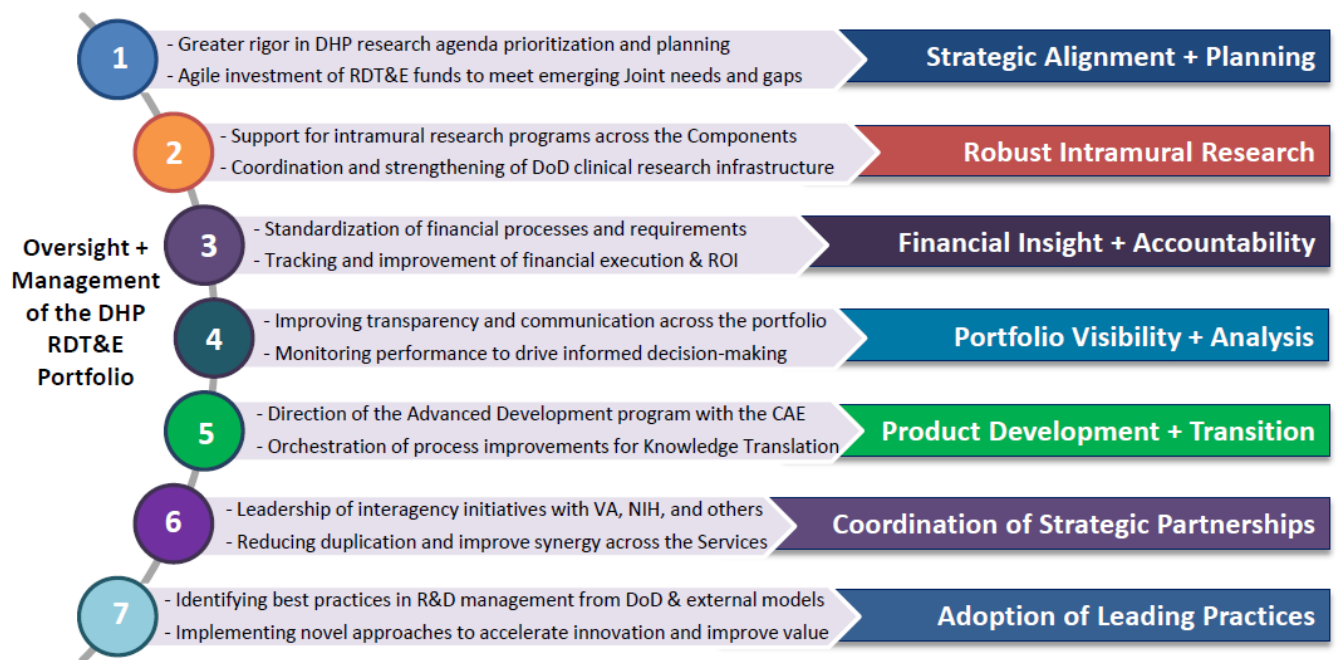 Oversight +
Management
of the DHP
RDT&E
Portfolio
1
- Greater rigor in DHP research agenda prioritization and planning
- Agile investment of RDT&E funds to meet emerging Joint needs and gaps
Strategic Alignment + Planning
2
- Support for intramural research programs across the Components
- Coordination and strengthening of DoD clinical research infrastructure
Robust Intramural Research
3
- Standardization of financial processes and requirements
- Tracking and improvement of financial execution & ROI
Financial Insight + Accountability
4
- Improving transparency and communication across the portfolio
- Monitoring performance to drive informed decision-making
Portfolio Visibility + Analysis
5
- Direction of the Advanced Development program with the CAE
- Orchestration of process improvements for Knowledge Translation
Product Development + Transition
6
- Leadership of interagency initiatives with VA, NIH, and others
- Reducing duplication and improve synergy across the Services
Coordination of Strategic Partnerships
7
- Identifying best practices in R&D management from DoD & external models
- Implementing novel approaches to accelerate innovation and improve value
Adoption of Leading Practices